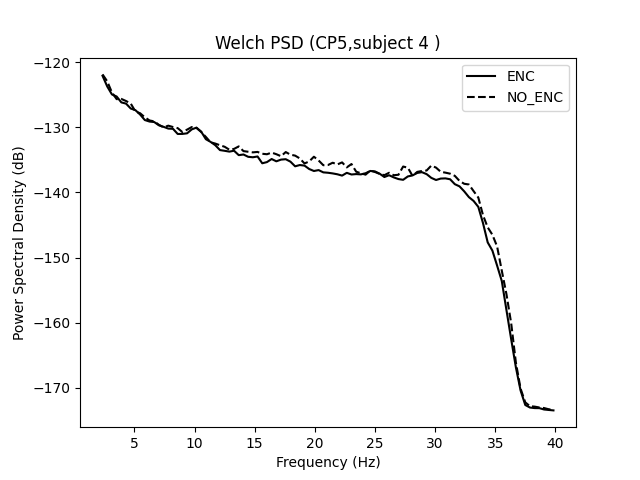 Welch PSD (CP5,subject 4 )
ENC
NO_ENC
Power Spectral Density (dB)
−120
−130
−140
−150
−160
−170
5 10 15 20 25 30 35 40
Frequency (Hz)